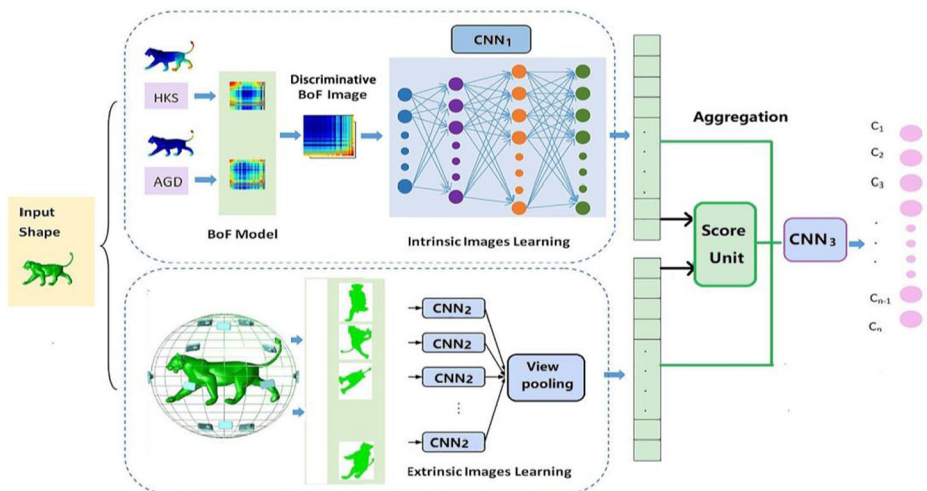 Input
Shape
HKS
AGD
BoF Model
Discriminative
BoF Image
CNN₁
Intrinsic Images Learning
CNN₂
CNN₂
CNN₂
CNN₂
View
pooling
Extrinsic Images Learning
Aggregation
Score
Unit
CNN₃
C₁
C₂
C₃
Cₙ₋₁
Cₙ